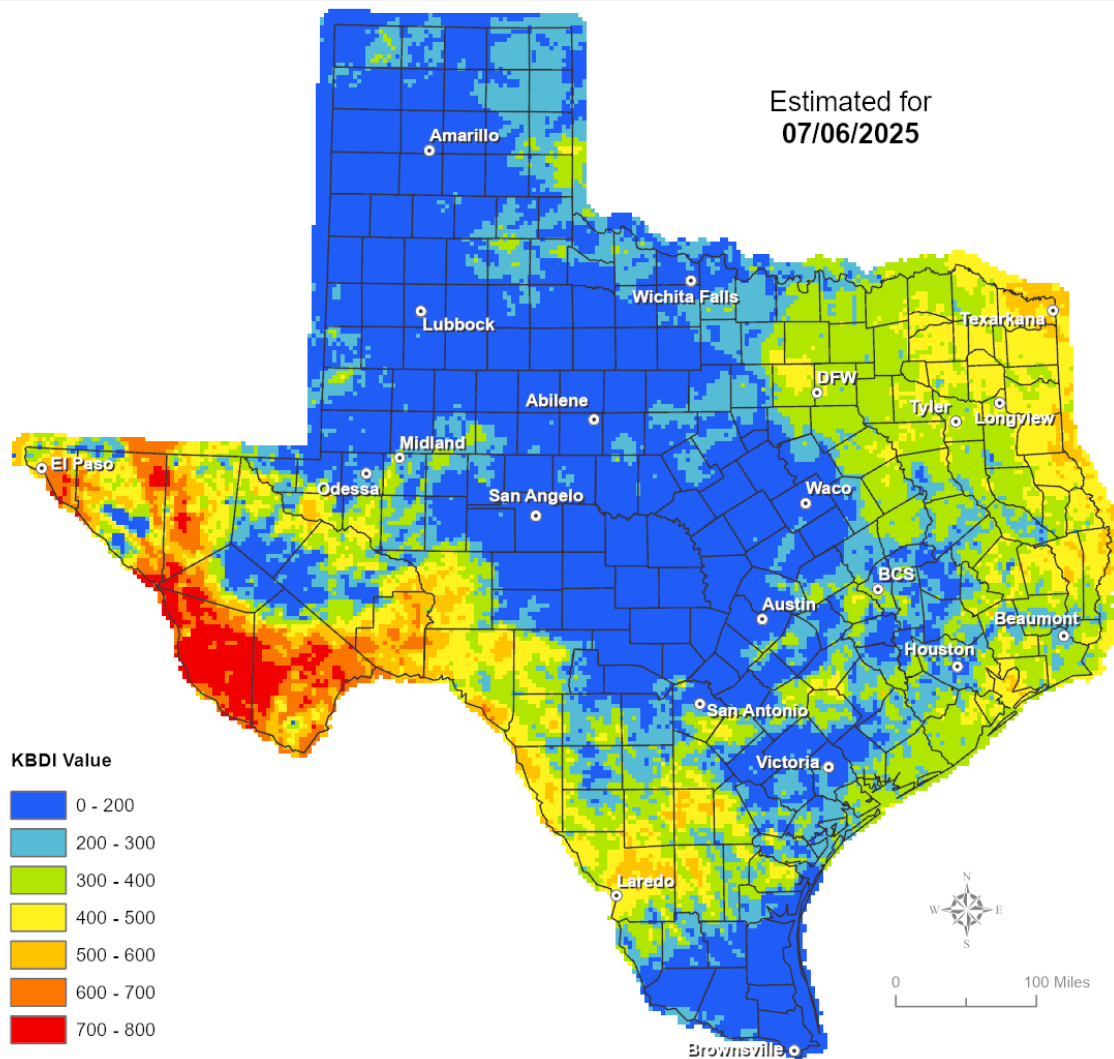 Estimated for
07/06/2025
Amarillo
Wichita Falls
Lubbock
Texarkana
DFW
Abilene
Tyler
Longview
Midland
El Paso
Odessa
San Angelo
Waco
BCS
Austin
Beaumont
Houston
San Antonio
Victoria
Laredo
Brownsville
KBDI Value
0 - 200
200 - 300
300 - 400
400 - 500
500 - 600
600 - 700
700 - 800
N
W E
S
0 100 Miles